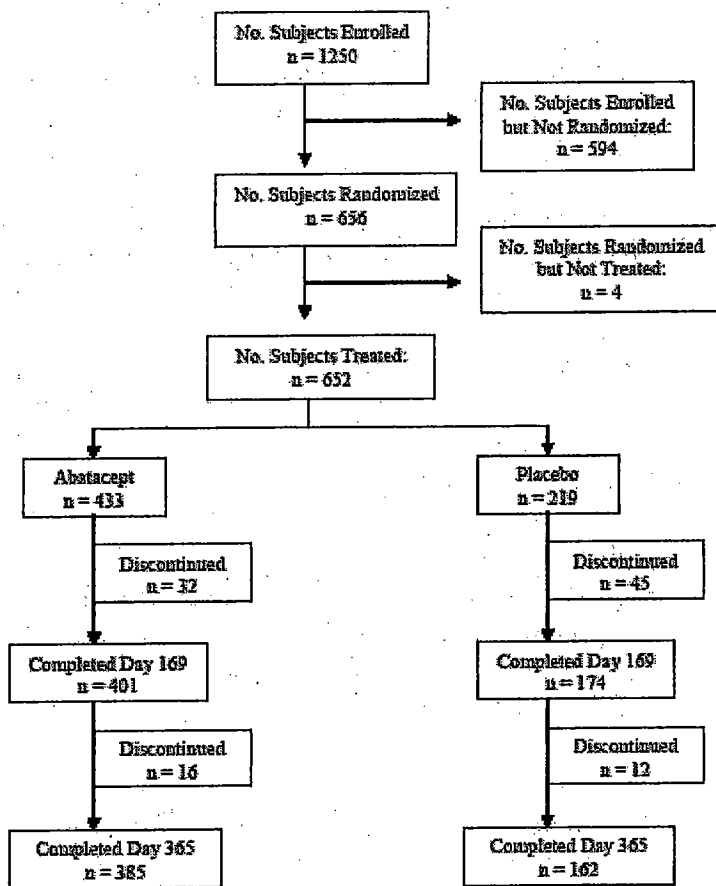 No. Subjects Enrolled
n = 1250
No. Subjects Enrolled
but Not Randomized:
n = 594
No. Subjects Randomized
n = 656
No. Subjects Randomized
but Not Treated:
n = 4
No. Subjects Treated:
n = 652
Abatacept
n = 433
Placebo
n = 219
Discontinued
n = 32
Discontinued
n = 45
Completed Day 169
n = 401
Completed Day 169
n = 174
Discontinued
n = 16
Discontinued
n = 12
Completed Day 365
n = 385
Completed Day 365
n = 162